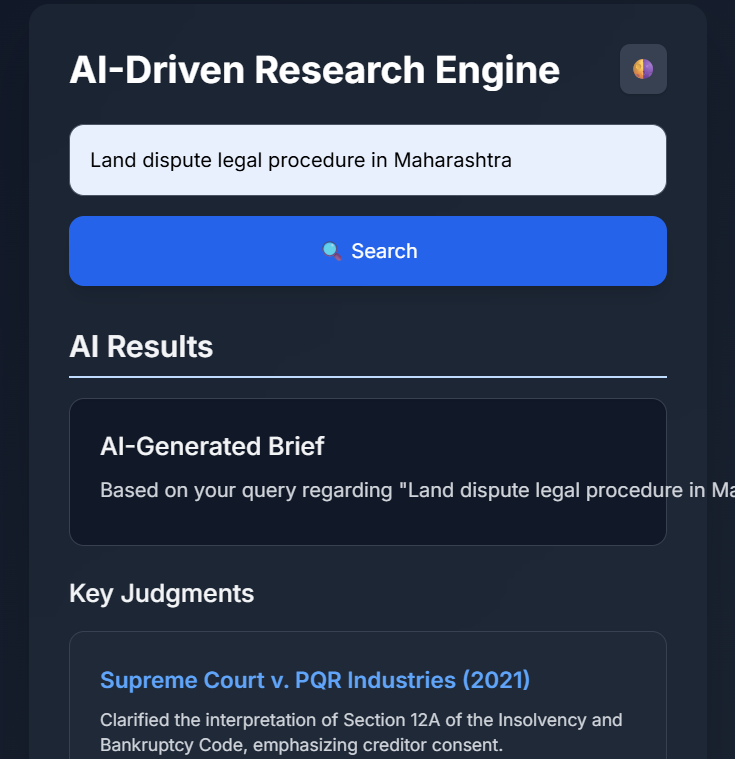 AI-Driven Research Engine
Land dispute legal procedure in Maharashtra
Search
AI Results
AI-Generated Brief
Based on your query regarding "Land dispute legal procedure in
Key Judgments
Supreme Court v. PQR Industries (2021)
Clarified the interpretation of Section 12A of the Insolvency and
Bankruptcy Code, emphasizing creditor consent.